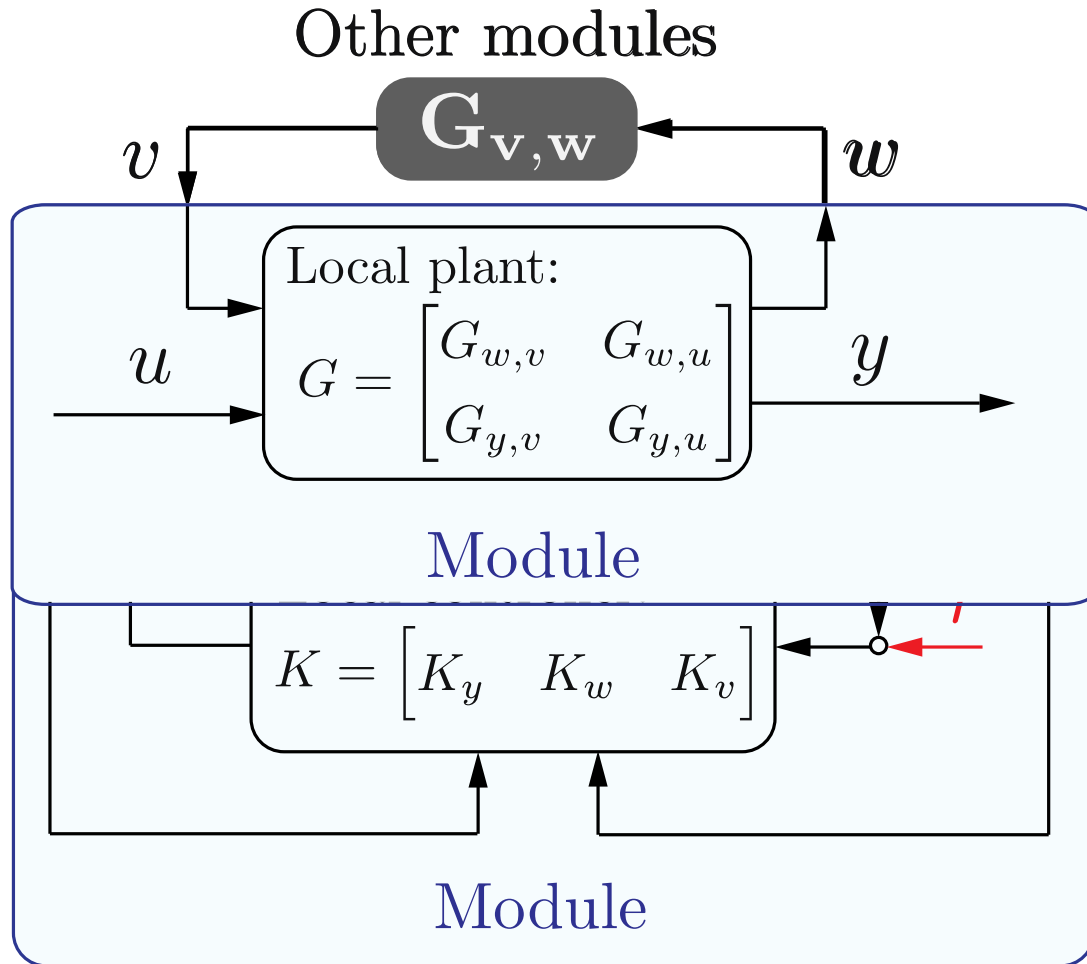 Other modules
G_{v,w}
v
w
Local plant:
u
G = [G_{w,v} G_{w,u}
G_{y,v} G_{y,u}]
y
Module
K = [K_y K_w K_v]
Module